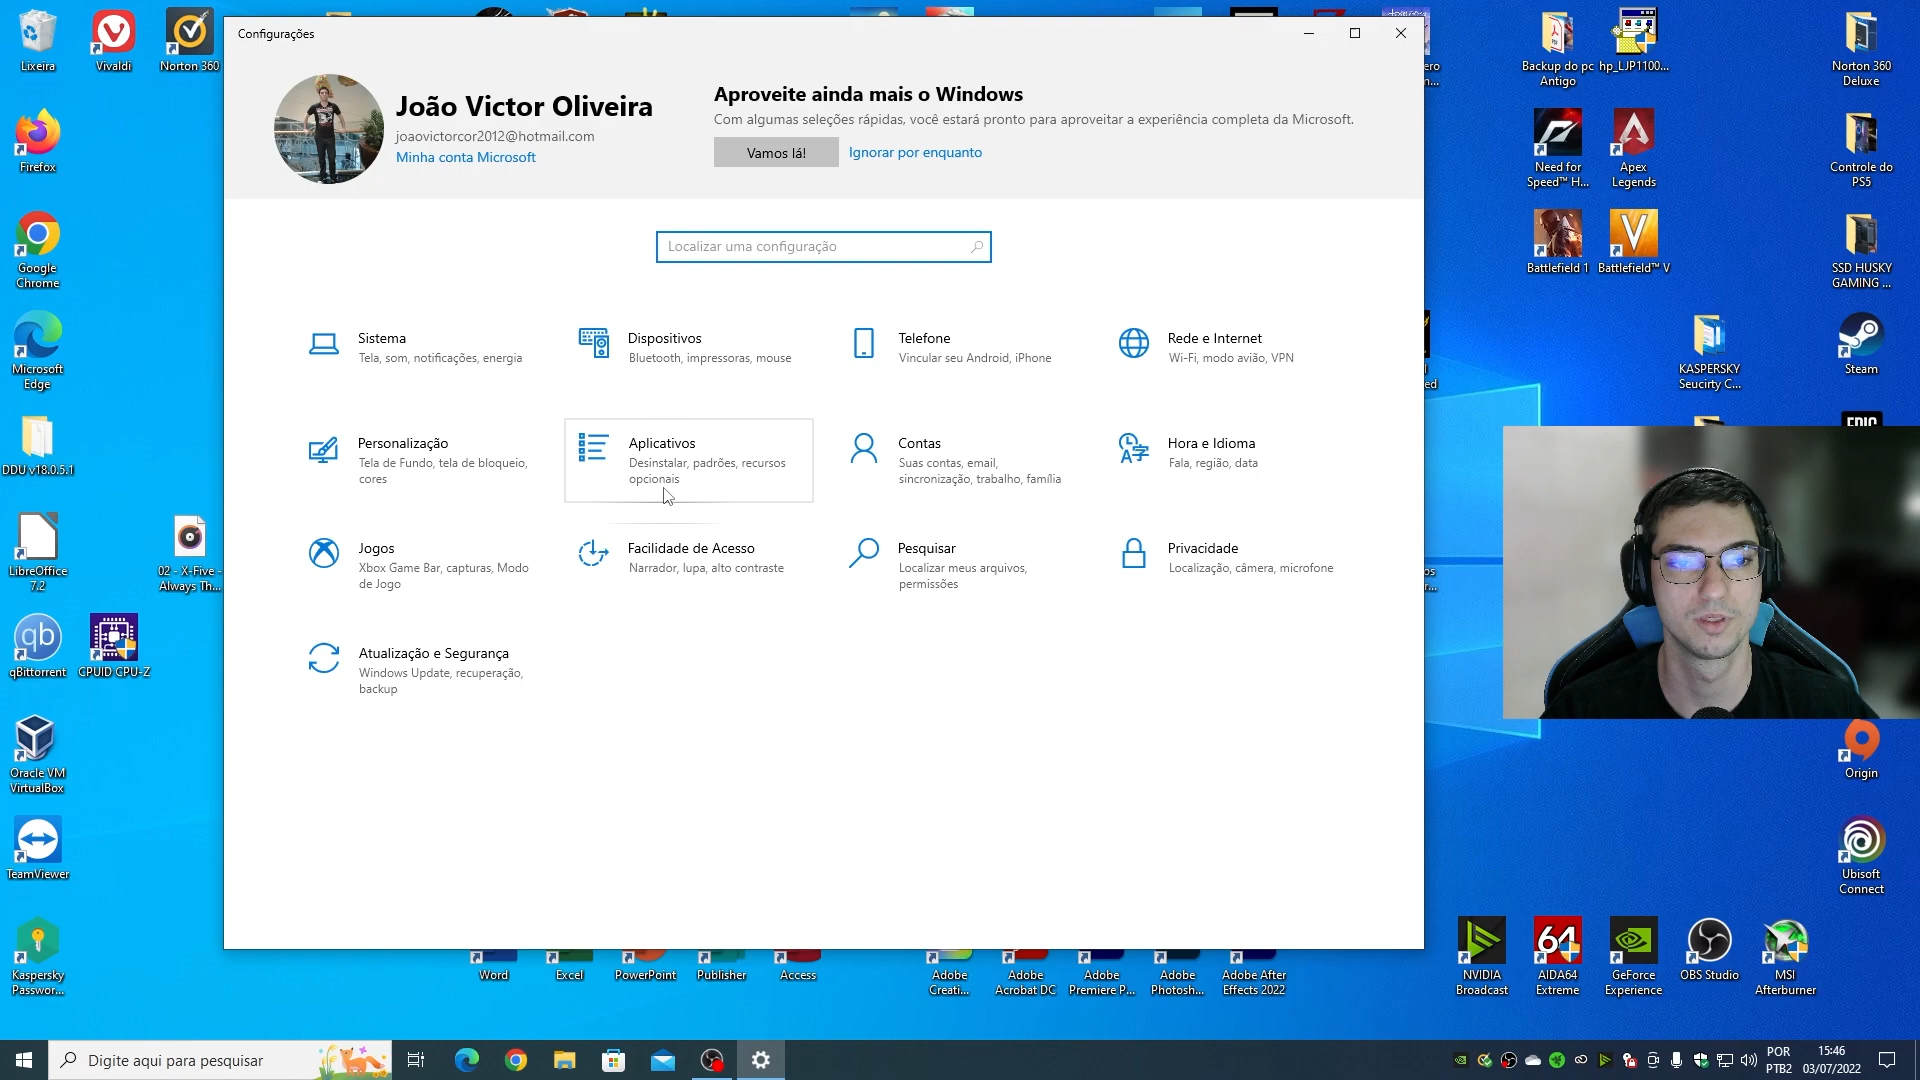 Configurações
João Victor Oliveira
joaovictorcor2012@hotmail.com
Minha conta Microsoft
Aproveite ainda mais o Windows
Com algumas seleções rápidas, você estará pronto para aproveitar a experiência completa da Microsoft.
Vamos lá!
Ignorar por enquanto
Localizar uma configuração
Sistema
Tela, som, notificações, energia
Dispositivos
Bluetooth, impressoras, mouse
Telefone
Vincular seu Android, iPhone
Rede e Internet
Wi-Fi, modo avião, VPN
Personalização
Tela de Fundo, tela de bloqueio,
cores
Aplicativos
Desinstalar, padrões, recursos
opcionais
Contas
Suas contas, email,
sincronização, trabalho, família
Hora e Idioma
Fala, região, data
Jogos
Xbox Game Bar, capturas, Modo
de Jogo
Facilidade de Acesso
Narrador, lupa, alto contraste
Pesquisar
Localizar meus arquivos,
permissões
Privacidade
Localização, câmera, microfone
Atualização e Segurança
Windows Update, recuperação,
backup
Lixeira
Vivaldi
Norton 360
Firefox
Google
Chrome
Microsoft
Edge
DDU v18.0.5.1
LibreOffice
7.2
02 - X-Five -
Always Th...
qBittorrent
CPUID CPU-Z
Oracle VM
VirtualBox
TeamViewer
Kaspersky
Passwor...
Word
Excel
PowerPoint
Publisher
Access
Adobe
Creati...
Adobe
Acrobat DC
Adobe
Premiere P...
Adobe
Photosh...
Adobe After
Effects 2022
Backup do pc
Antigo
hp_LJP1100...
Norton 360
Deluxe
Need for
Speed™ H...
Apex
Legends
Controle do
PS5
Battlefield 1
Battlefield™ V
SSD HUSKY
GAMING ...
KASPERSKY
Seucirty C...
Steam
EPIC
Origin
Ubisoft
Connect
NVIDIA
Broadcast
64
AIDA64
Extreme
GeForce
Experience
OBS Studio
MSI
Afterburner
Digite aqui para pesquisar
POR
PTB2
15:46
03/07/2022